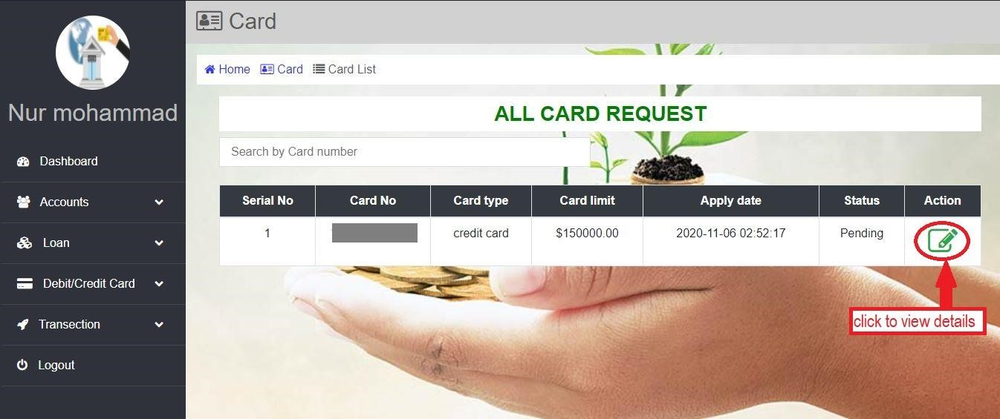 Nur mohammad
Dashboard
Accounts
Loan
Debit/Credit Card
Transection
Logout
Card
Home Card Card List
ALL CARD REQUEST
Search by Card number
Serial No Card No Card type Card limit Apply date Status Action
1 credit card $150000.00 2020-11-06 02:52:17 Pending
click to view details